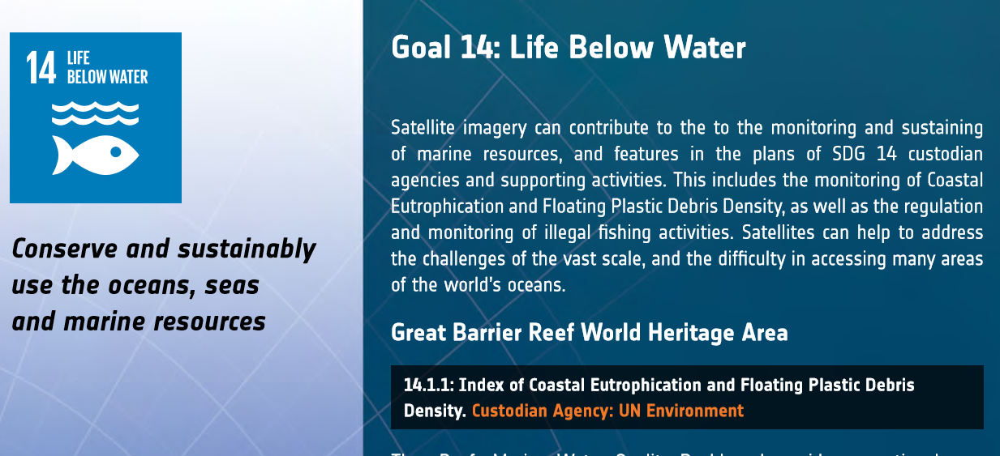 14 LIFE
BELOW WATER
Conserve and sustainably
use the oceans, seas
and marine resources
Goal 14: Life Below Water
Satellite imagery can contribute to the to the monitoring and sustaining
of marine resources, and features in the plans of SDG 14 custodian
agencies and supporting activities. This includes the monitoring of Coastal
Eutrophication and Floating Plastic Debris Density, as well as the regulation
and monitoring of illegal fishing activities. Satellites can help to address
the challenges of the vast scale, and the difficulty in accessing many areas
of the world's oceans.
Great Barrier Reef World Heritage Area
14.1.1: Index of Coastal Eutrophication and Floating Plastic Debris
Density. Custodian Agency: UN Environment